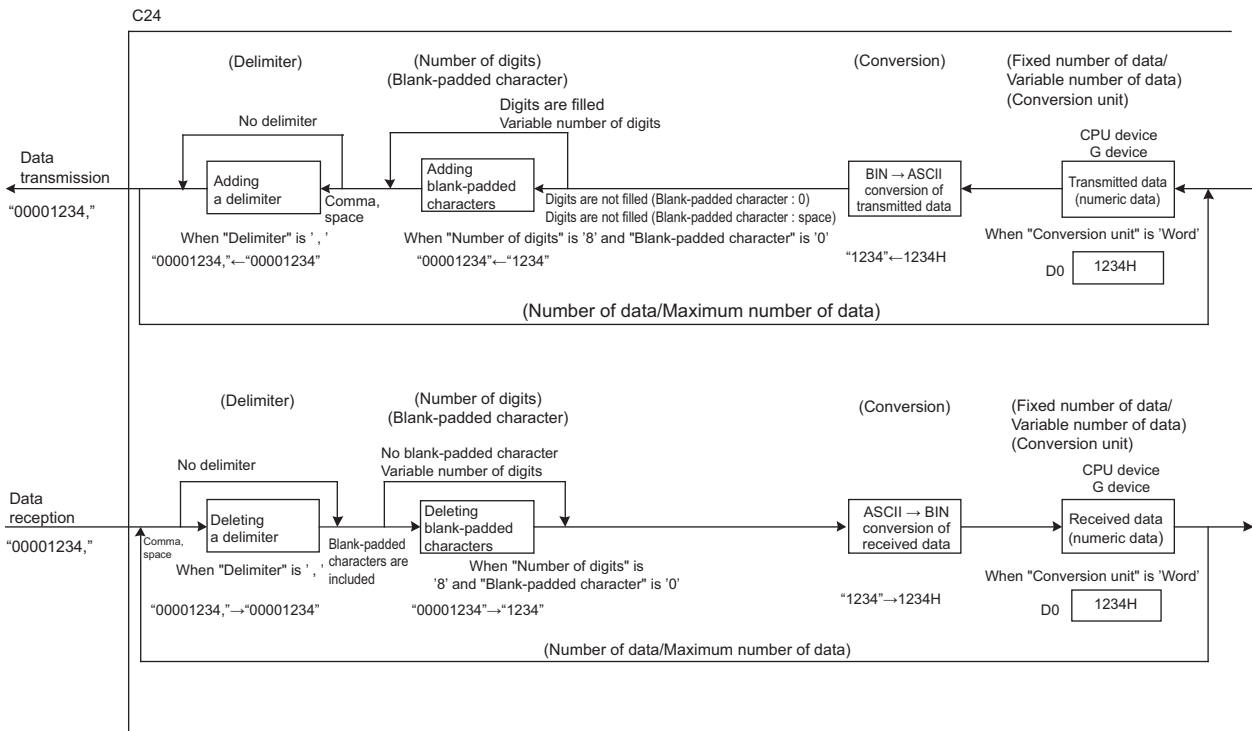 C24
(Delimiter)
(Number of digits)
(Blank-padded character)
(Conversion)
(Fixed number of data/
Variable number of data)
(Conversion unit)
Digits are filled
Variable number of digits
No delimiter
CPU device
G device
Data
transmission
"00001234,"
Adding
a delimiter
Comma,
space
Adding
blank-padded
characters
Digits are not filled (Blank-padded character : 0)
Digits are not filled (Blank-padded character : space)
BIN → ASCII
conversion of
transmitted data
Transmitted data
(numeric data)
When "Delimiter" is ' , '
"00001234,"←"00001234"
When "Number of digits" is '8' and "Blank-padded character" is '0'
"00001234"←"1234"
"1234"←1234H
When "Conversion unit" is 'Word'
D0 1234H
(Number of data/Maximum number of data)
(Delimiter)
(Number of digits)
(Blank-padded character)
(Conversion)
(Fixed number of data/
Variable number of data)
(Conversion unit)
No delimiter
No blank-padded character
Variable number of digits
CPU device
G device
Data
reception
"00001234,"
Comma,
space
Deleting
a delimiter
Blank-padded
characters are
included
Deleting
blank-padded
characters
ASCII → BIN
conversion of
received data
Received data
(numeric data)
When "Delimiter" is ' , '
"00001234,"→"00001234"
When "Number of digits" is
'8' and "Blank-padded character" is '0'
"00001234"→"1234"
"1234"→1234H
When "Conversion unit" is 'Word'
D0 1234H
(Number of data/Maximum number of data)